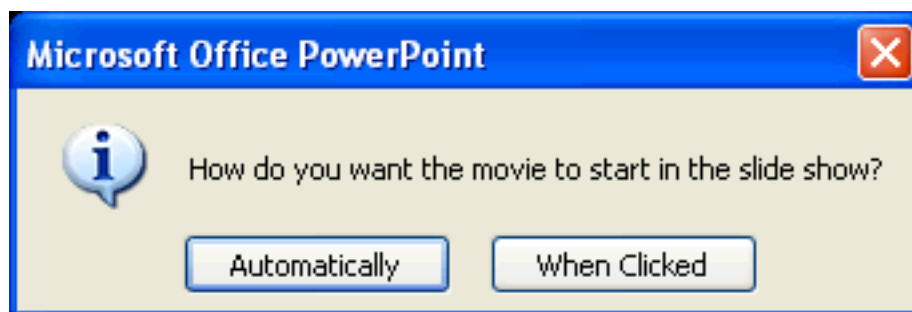 Microsoft Office PowerPoint
How do you want the movie to start in the slide show?
Automatically
When Clicked